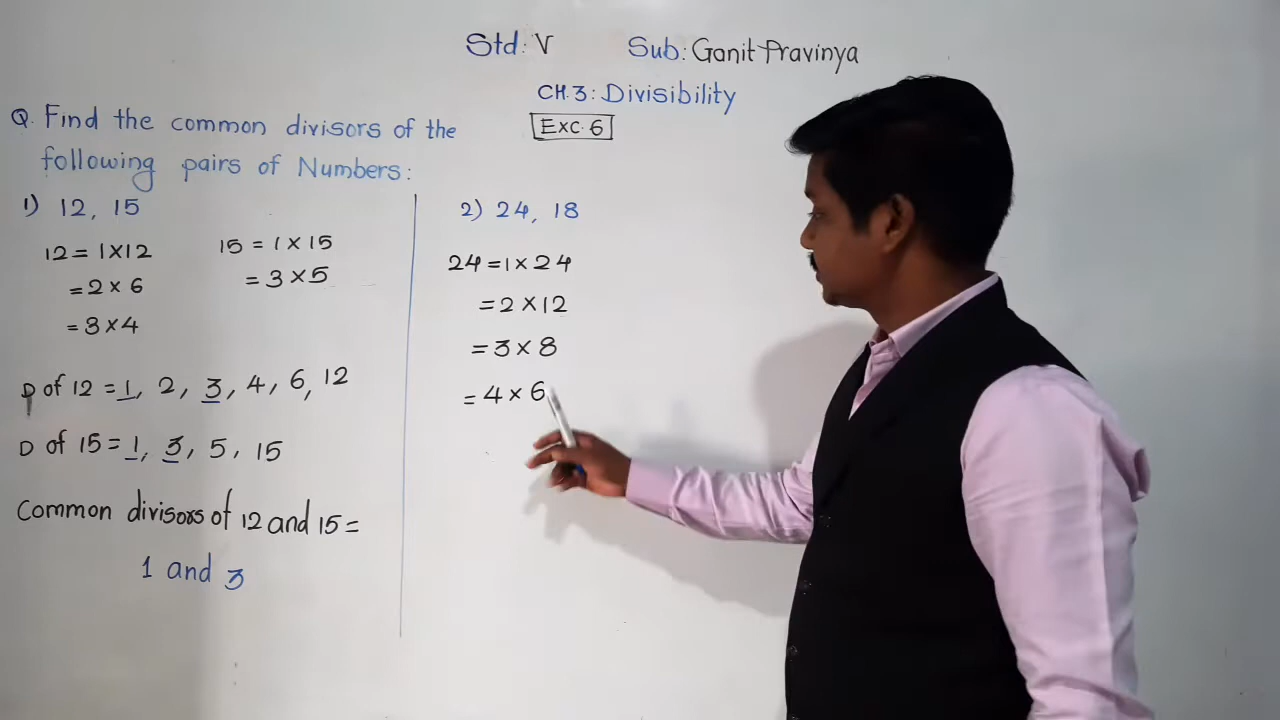 Std: V Sub: Ganit Pravinya
CH.3: Divisibility
Exc. 6
Q. Find the common divisors of the
following pairs of Numbers:
1) 12, 15
12 = 1 × 12
= 2 × 6
= 3 × 4
15 = 1 × 15
= 3 × 5
D of 12 = 1, 2, 3, 4, 6, 12
D of 15 = 1, 3, 5, 15
Common divisors of 12 and 15 =
1 and 3
2) 24, 18
24 = 1 × 24
= 2 × 12
= 3 × 8
= 4 × 6